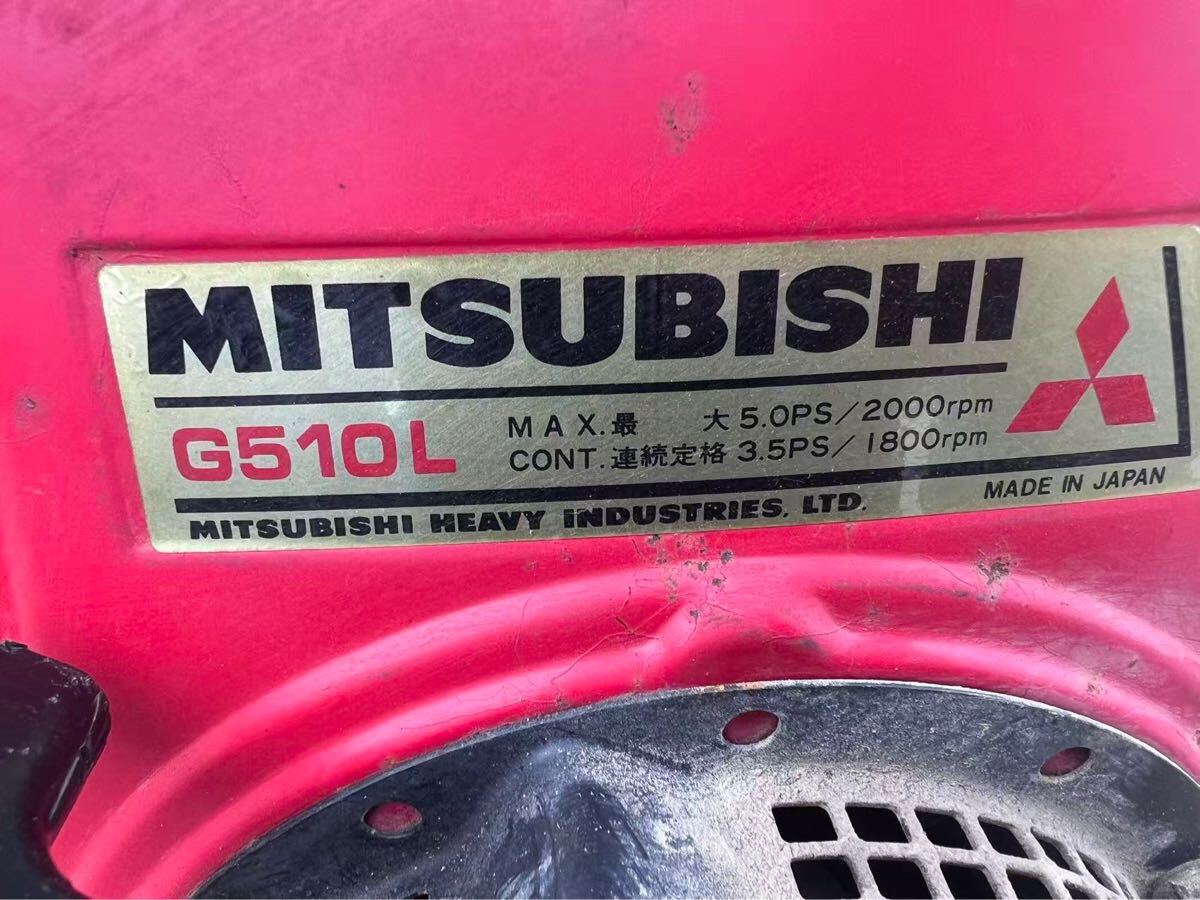 MITSUBISHI
G510L
MAX.最 大 5.0PS/2000rpm
CONT.連続定格 3.5PS/1800rpm
MITSUBISHI HEAVY INDUSTRIES, LTD.
MADE IN JAPAN